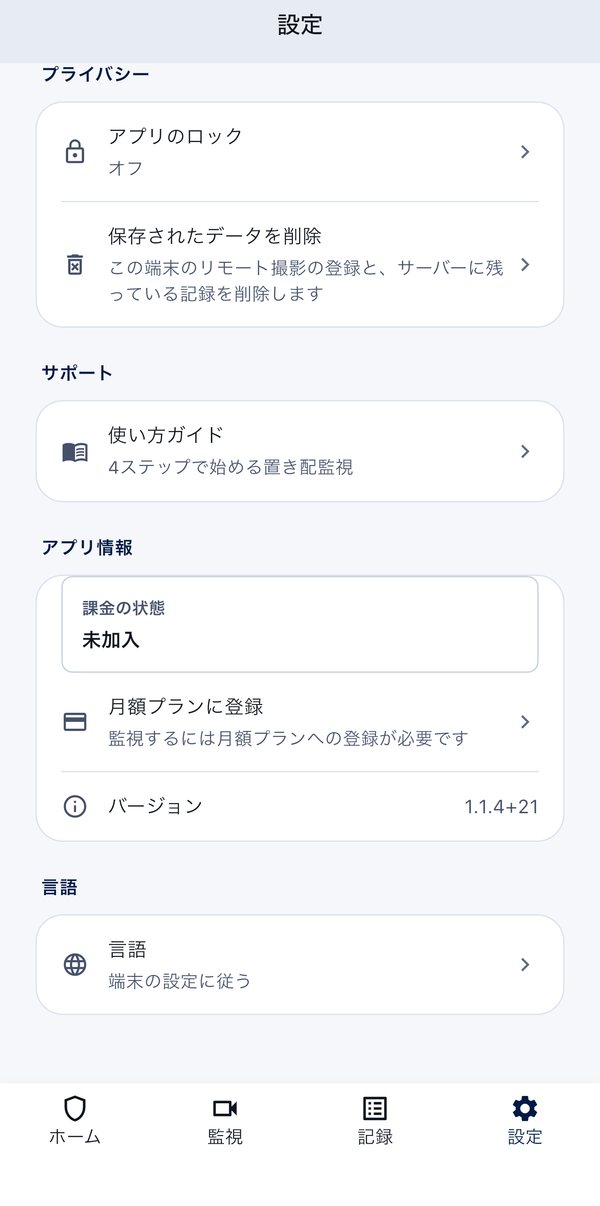 設定
プライバシー
アプリのロック
オフ
保存されたデータを削除
この端末のリモート撮影の登録と、サーバーに残
っている記録を削除します
サポート
使い方ガイド
4ステップで始める置き配監視
アプリ情報
課金の状態
未加入
月額プランに登録
監視するには月額プランへの登録が必要です
バージョン 1.1.4+21
言語
言語
端末の設定に従う
ホーム 監視 記録 設定